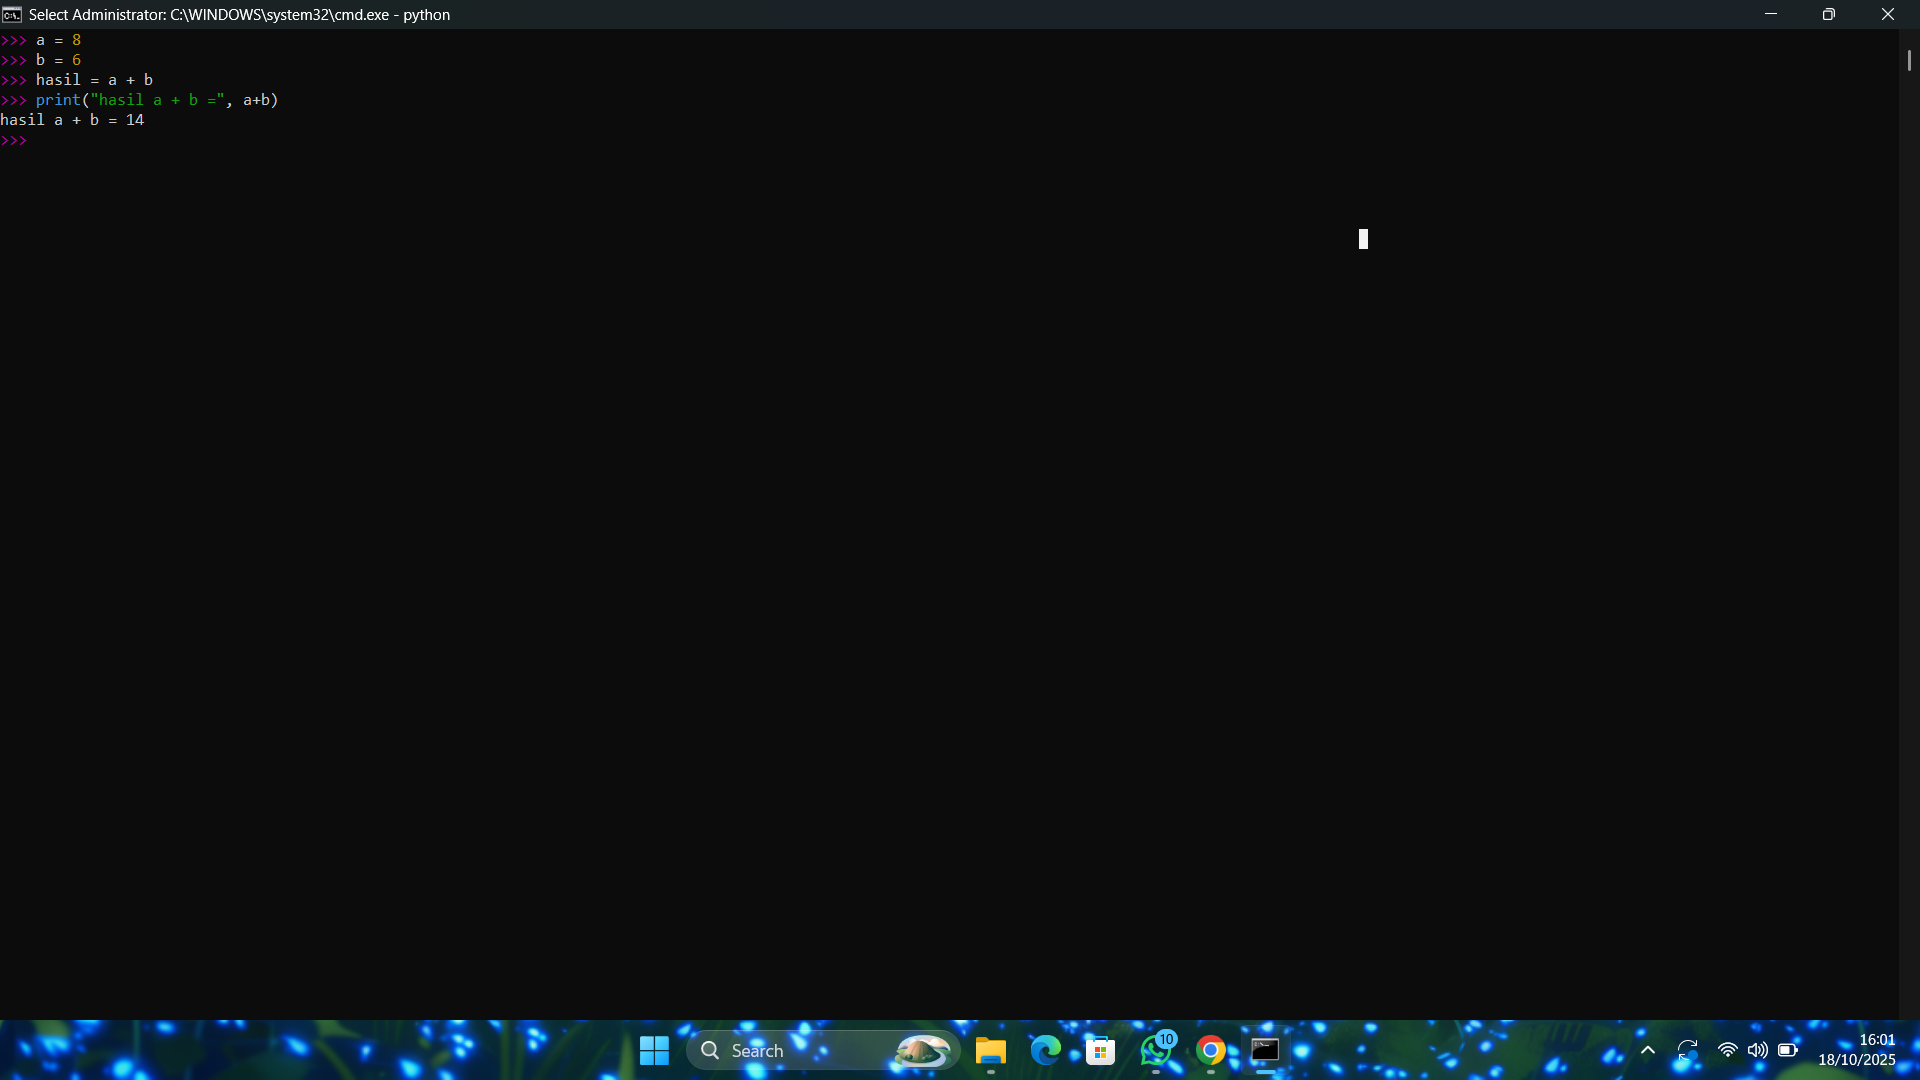 Select Administrator: C:\WINDOWS\system32\cmd.exe - python
>>> a = 8
>>> b = 6
>>> hasil = a + b
>>> print("hasil a + b =", a+b)
hasil a + b = 14
>>>
Search
10
16:01
18/10/2025